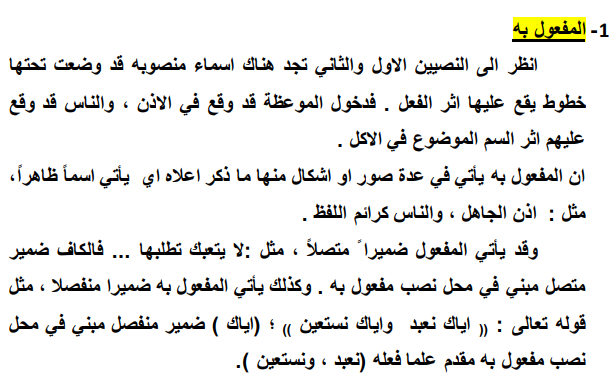 1- المفعول به
انظر الى النصيين الاول والثاني تجد هناك اسماء منصوبه قد وضعت تحتها
خطوط يقع عليها اثر الفعل . فدخول الموعظة قد وقع في الاذن ، والناس قد وقع
عليهم اثر السم الموضوع في الاكل .
ان المفعول به يأتي في عدة صور او اشكال منها ما ذكر اعلاه اي يأتي اسماً ظاهراً،
مثل : اذن الجاهل ، والناس كرائم اللفظ .
وقد يأتي المفعول ضميراً متصلاً ، مثل :لا يتعبك تطلبها ... فالكاف ضمير
متصل مبني في محل نصب مفعول به . وكذلك يأتي المفعول به ضميرا منفصلا ، مثل
قوله تعالى : (( اياك نعبد واياك نستعين )) ؛ (اياك ) ضمير منفصل مبني في محل
نصب مفعول به مقدم علما فعله (نعبد ، ونستعين ).